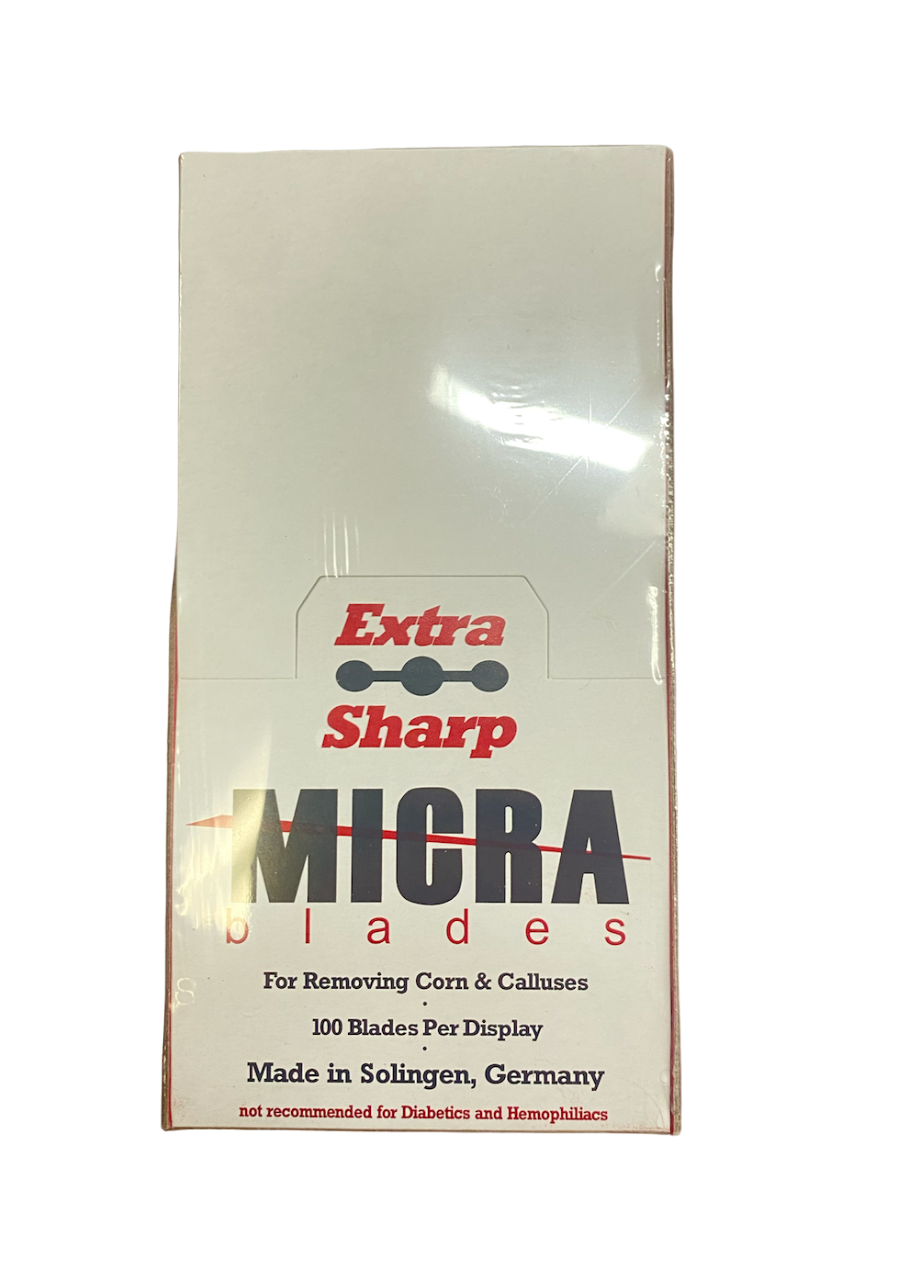 Extra
Sharp
MICRA
blades
For Removing Corn & Calluses
·
100 Blades Per Display
·
Made in Solingen, Germany
not recommended for Diabetics and Hemophiliacs